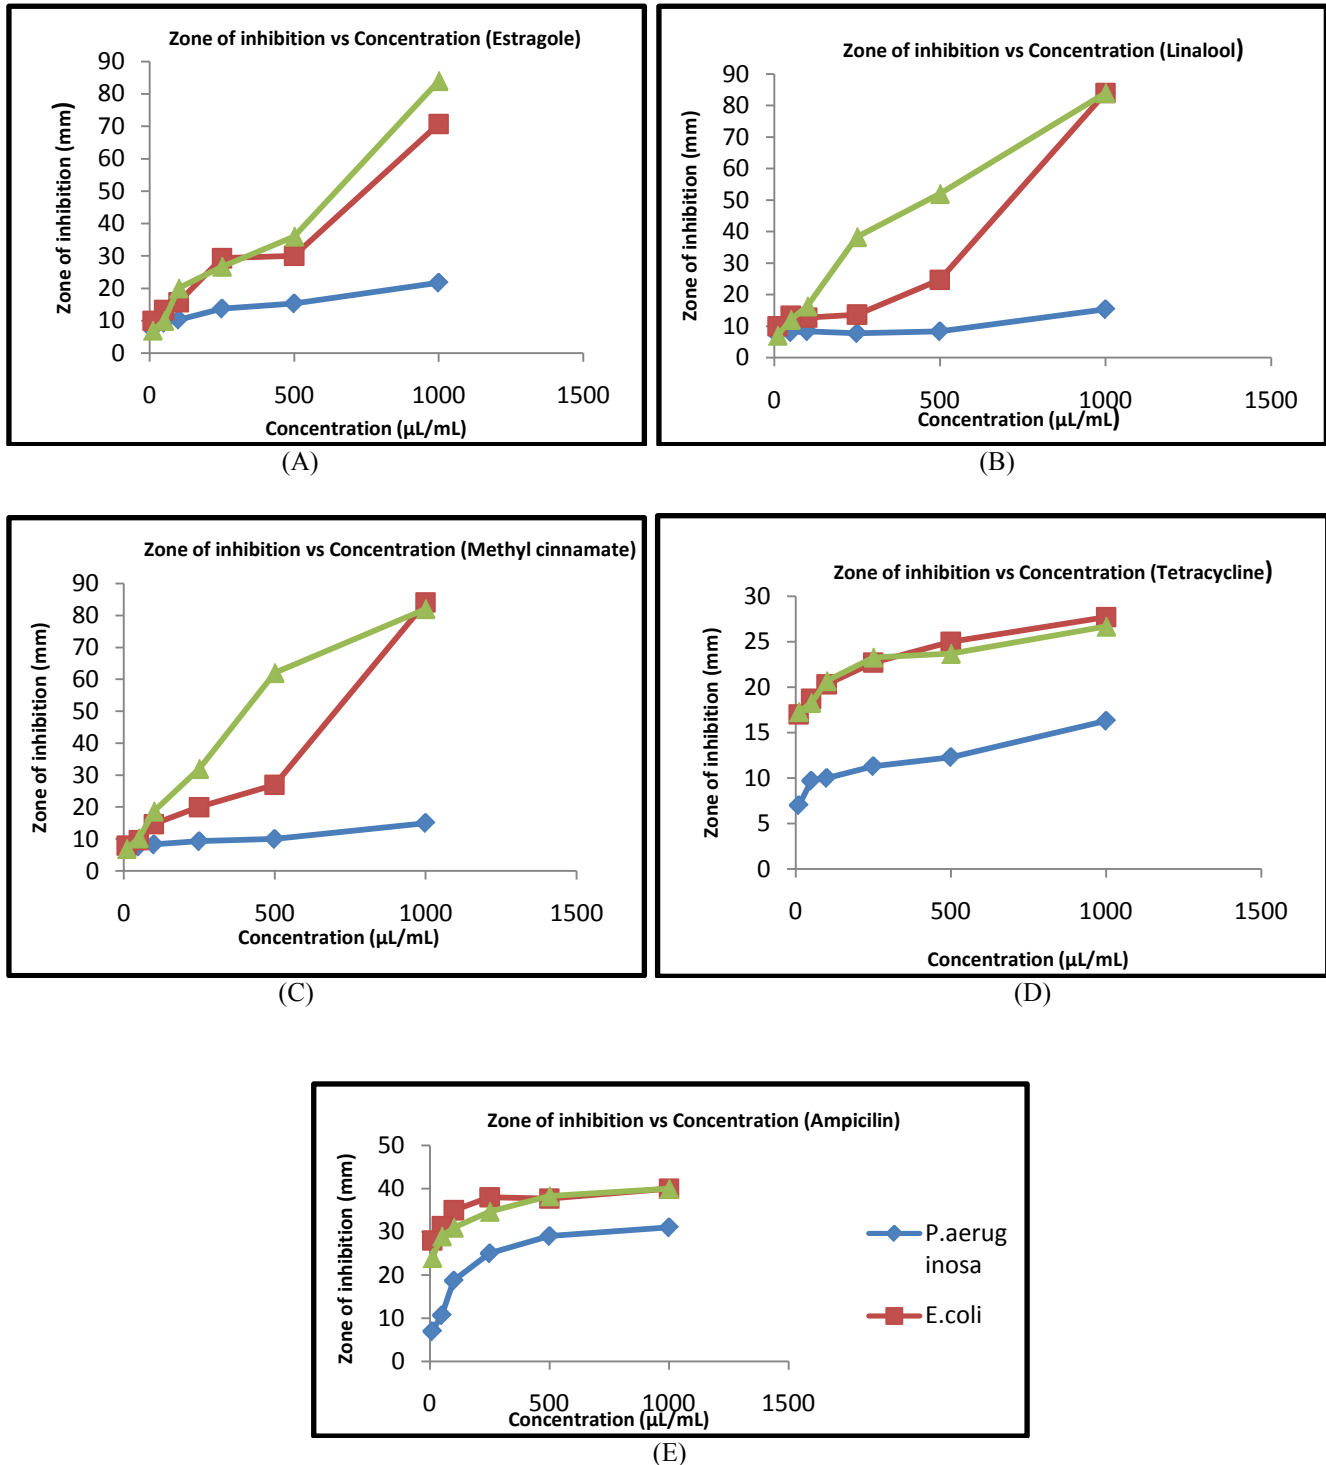 Zone of inhibition vs Concentration (Estragole)
Zone of inhibition (mm)
90
80
70
60
50
40
30
20
10
0
0 500 1000 1500
Concentration (µL/mL)
(A)
Zone of inhibition vs Concentration (Linalool)
Zone of inhibition (mm)
90
80
70
60
50
40
30
20
10
0
0 500 1000 1500
Concentration (µL/mL)
(B)
Zone of inhibition vs Concentration (Methyl cinnamate)
Zone of inhibition (mm)
90
80
70
60
50
40
30
20
10
0
0 500 1000 1500
Concentration (µL/mL)
(C)
Zone of inhibition vs Concentration (Tetracycline)
Zone of inhibition (mm)
30
25
20
15
10
5
0
0 500 1000 1500
Concentration (µL/mL)
(D)
Zone of inhibition vs Concentration (Ampicilin)
Zone of inhibition (mm)
50
40
30
20
10
0
0 500 1000 1500
Concentration (µL/mL)
P.aerug
inosa
E.coli
(E)